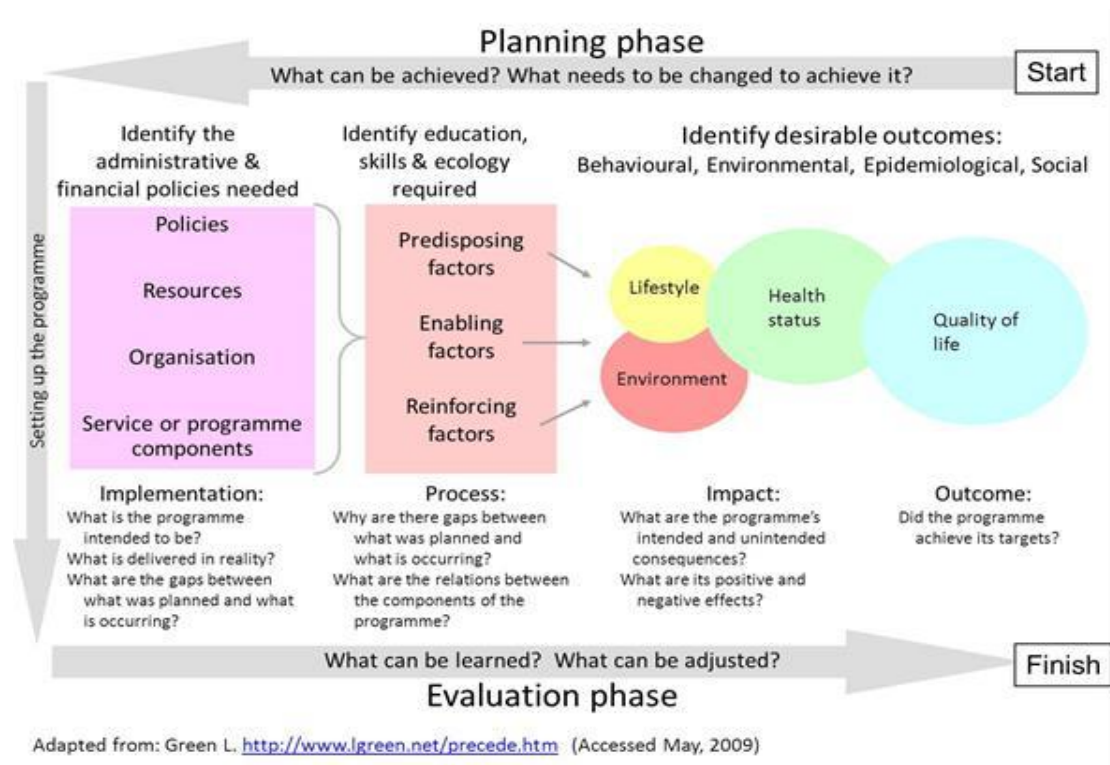 Planning phase
What can be achieved? What needs to be changed to achieve it?
Start
Setting up the programme
Identify the
administrative &
financial policies needed
Identify education,
skills & ecology
required
Identify desirable outcomes:
Behavioural, Environmental, Epidemiological, Social
Policies
Resources
Organisation
Service or programme
components
Predisposing
factors
Enabling
factors
Reinforcing
factors
Lifestyle
Environment
Health
status
Quality of
life
Implementation:
What is the programme
intended to be?
What is delivered in reality?
What are the gaps between
what was planned and what
is occurring?
Process:
Why are there gaps between
what was planned and
what is occurring?
What are the relations between
the components of the
programme?
Impact:
What are the programme's
intended and unintended
consequences?
What are its positive and
negative effects?
Outcome:
Did the programme
achieve its targets?
What can be learned? What can be adjusted?
Finish
Evaluation phase
Adapted from: Green L. http://www.lgreen.net/precede.htm (Accessed May, 2009)